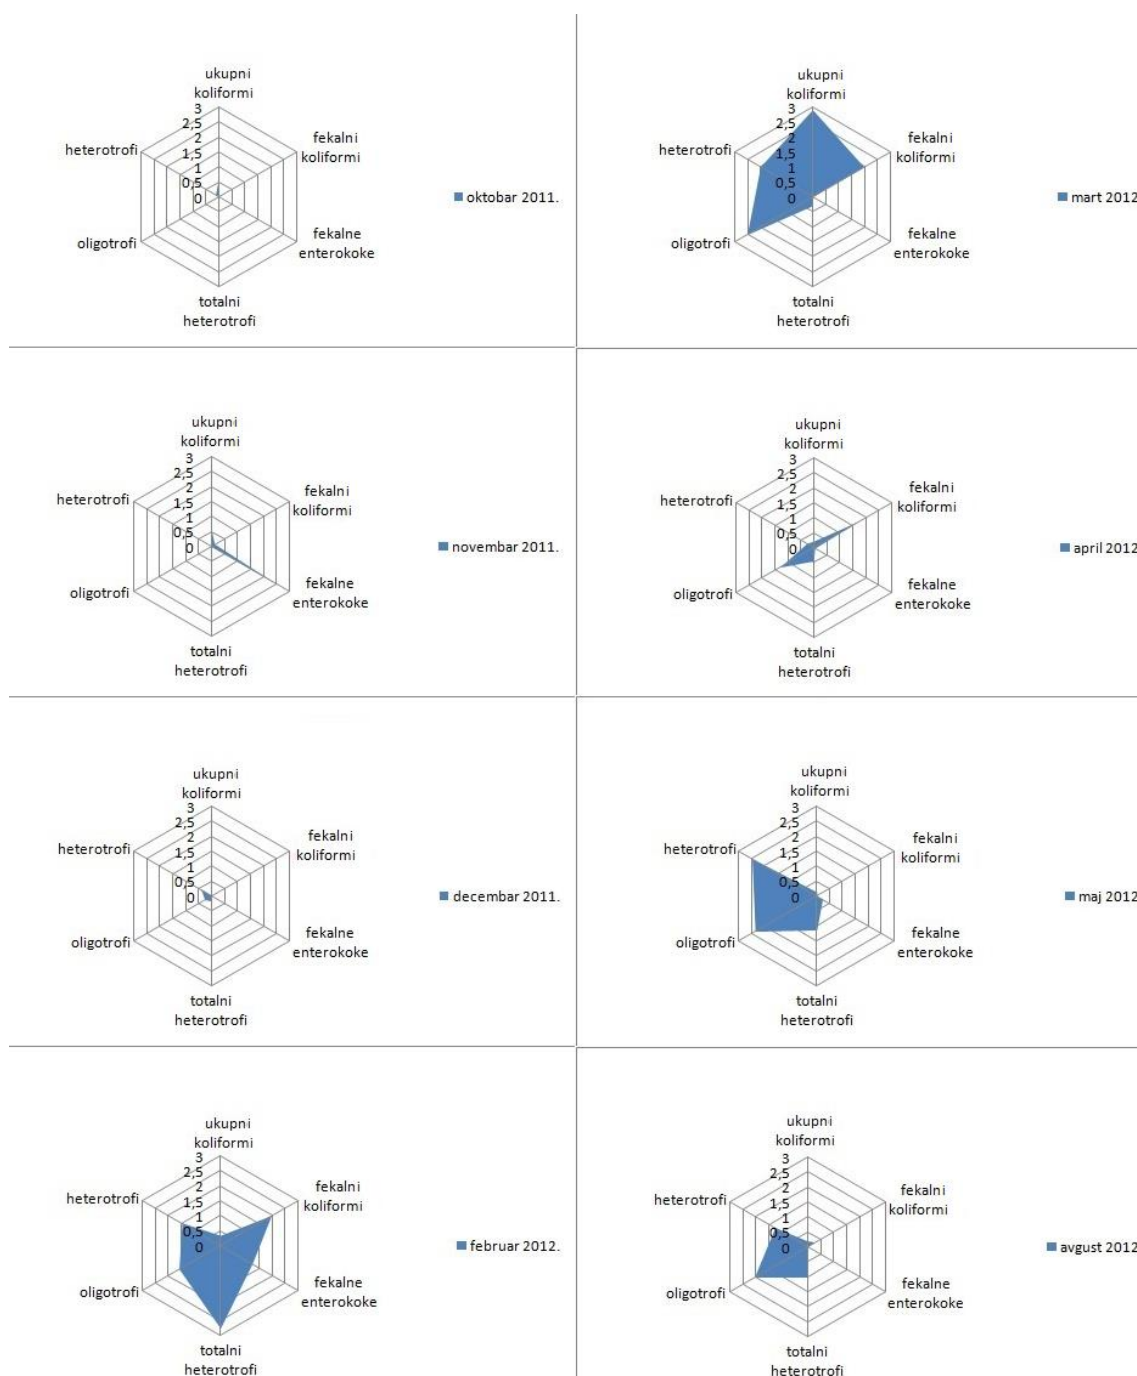 ukupni
koliformi
3
2,5
2
1,5
1
0,5
0
fekalni
koliformi
fekalne
enterokoke
totalni
heterotrofi
oligotrofi
heterotrofi
oktobar 2011.
ukupni
koliformi
3
2,5
2
1,5
1
0,5
0
fekalni
koliformi
fekalne
enterokoke
totalni
heterotrofi
oligotrofi
heterotrofi
mart 2012
ukupni
koliformi
3
2,5
2
1,5
1
0,5
0
fekalni
koliformi
fekalne
enterokoke
totalni
heterotrofi
oligotrofi
heterotrofi
novembar 2011.
ukupni
koliformi
3
2,5
2
1,5
1
0,5
0
fekalni
koliformi
fekalne
enterokoke
totalni
heterotrofi
oligotrofi
heterotrofi
april 2012
ukupni
koliformi
3
2,5
2
1,5
1
0,5
0
fekalni
koliformi
fekalne
enterokoke
totalni
heterotrofi
oligotrofi
heterotrofi
decembar 2011.
ukupni
koliformi
3
2,5
2
1,5
1
0,5
0
fekalni
koliformi
fekalne
enterokoke
totalni
heterotrofi
oligotrofi
heterotrofi
maj 2012
ukupni
koliformi
3
2,5
2
1,5
1
0,5
0
fekalni
koliformi
fekalne
enterokoke
totalni
heterotrofi
oligotrofi
heterotrofi
februar 2012.
ukupni
koliformi
3
2,5
2
1,5
1
0,5
0
fekalni
koliformi
fekalne
enterokoke
totalni
heterotrofi
oligotrofi
heterotrofi
avgust 2012